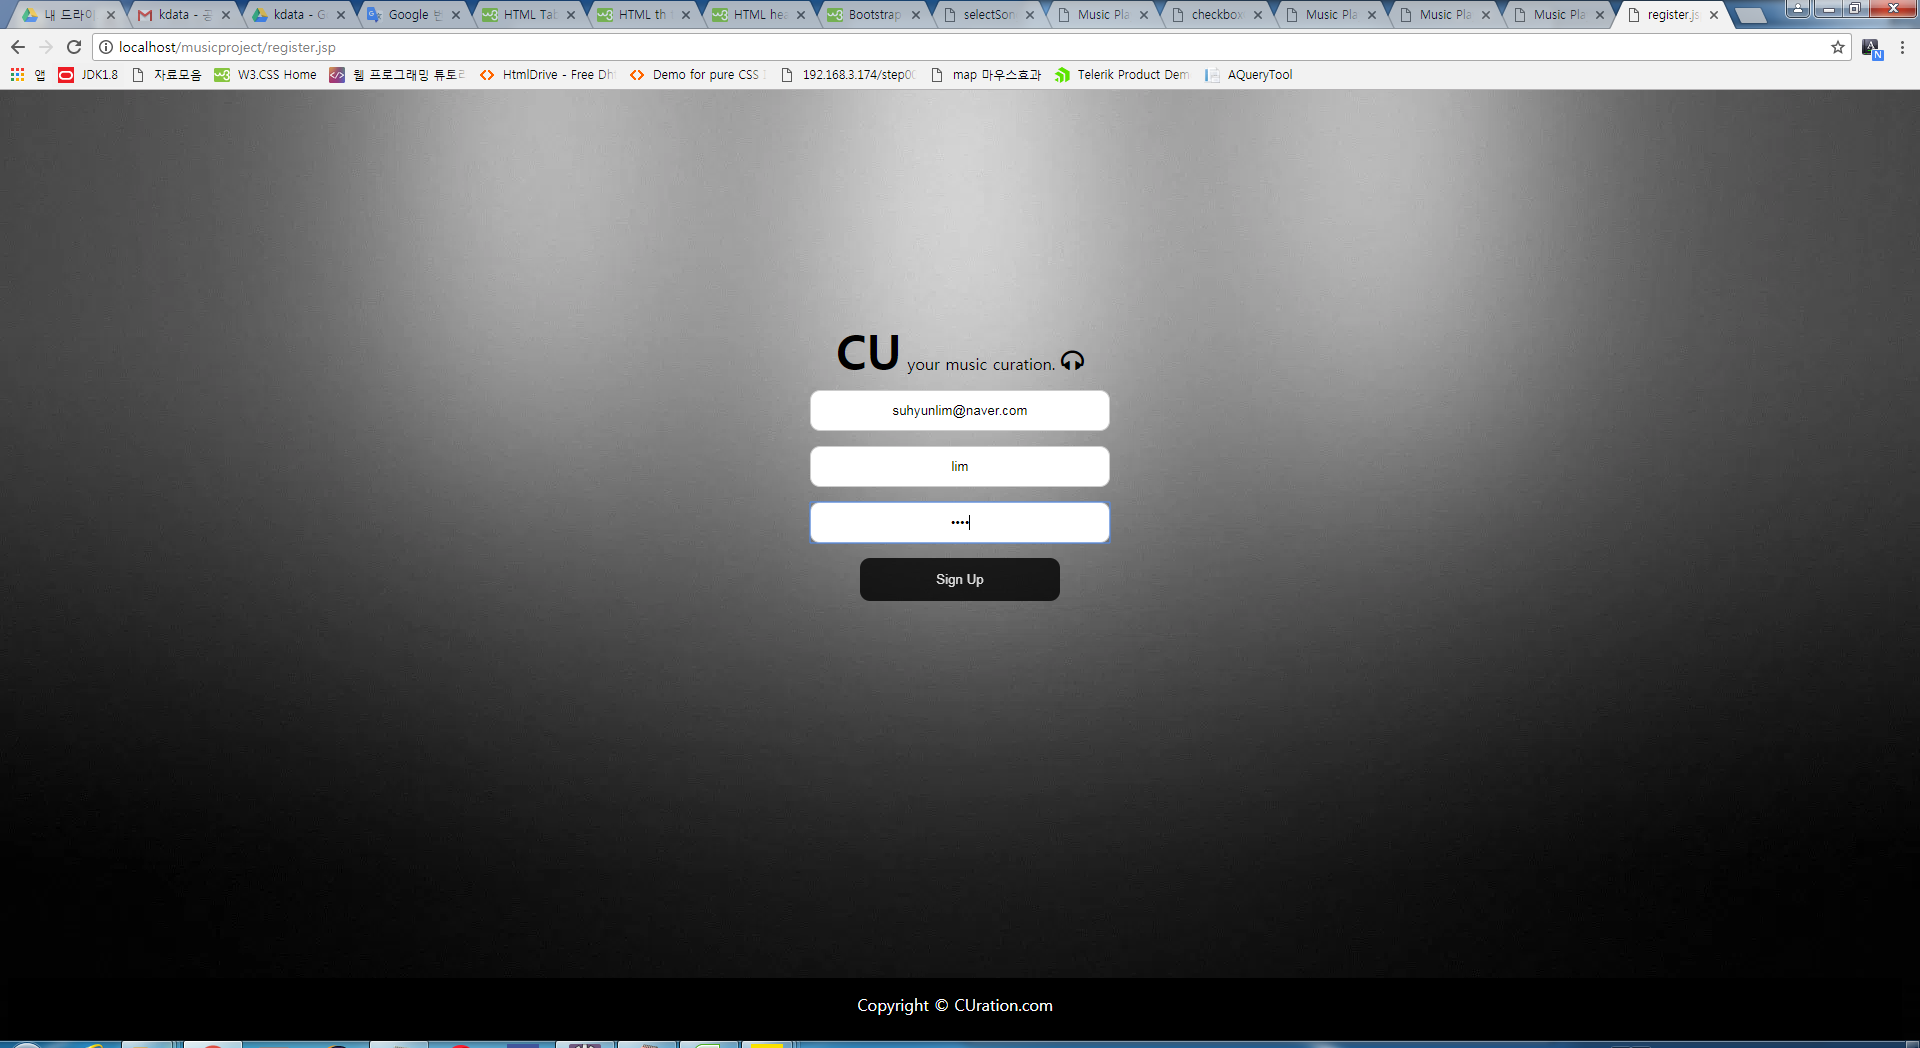 내 드라이 kdata - 공 kdata - G Google 번 HTML Tab HTML th t HTML hea Bootstrap selectSon Music Pla checkbox Music Pla Music Pla Music Pla register.js
localhost/musicproject/register.jsp
앱 JDK1.8 자료모음 W3.CSS Home 웹 프로그래밍 튜토리 HtmlDrive - Free Dh Demo for pure CSS 192.168.3.174/step00 map 마우스효과 Telerik Product Dem AQueryTool
CU your music curation.
suhyunlim@naver.com
lim
••••
Sign Up
Copyright © CUration.com